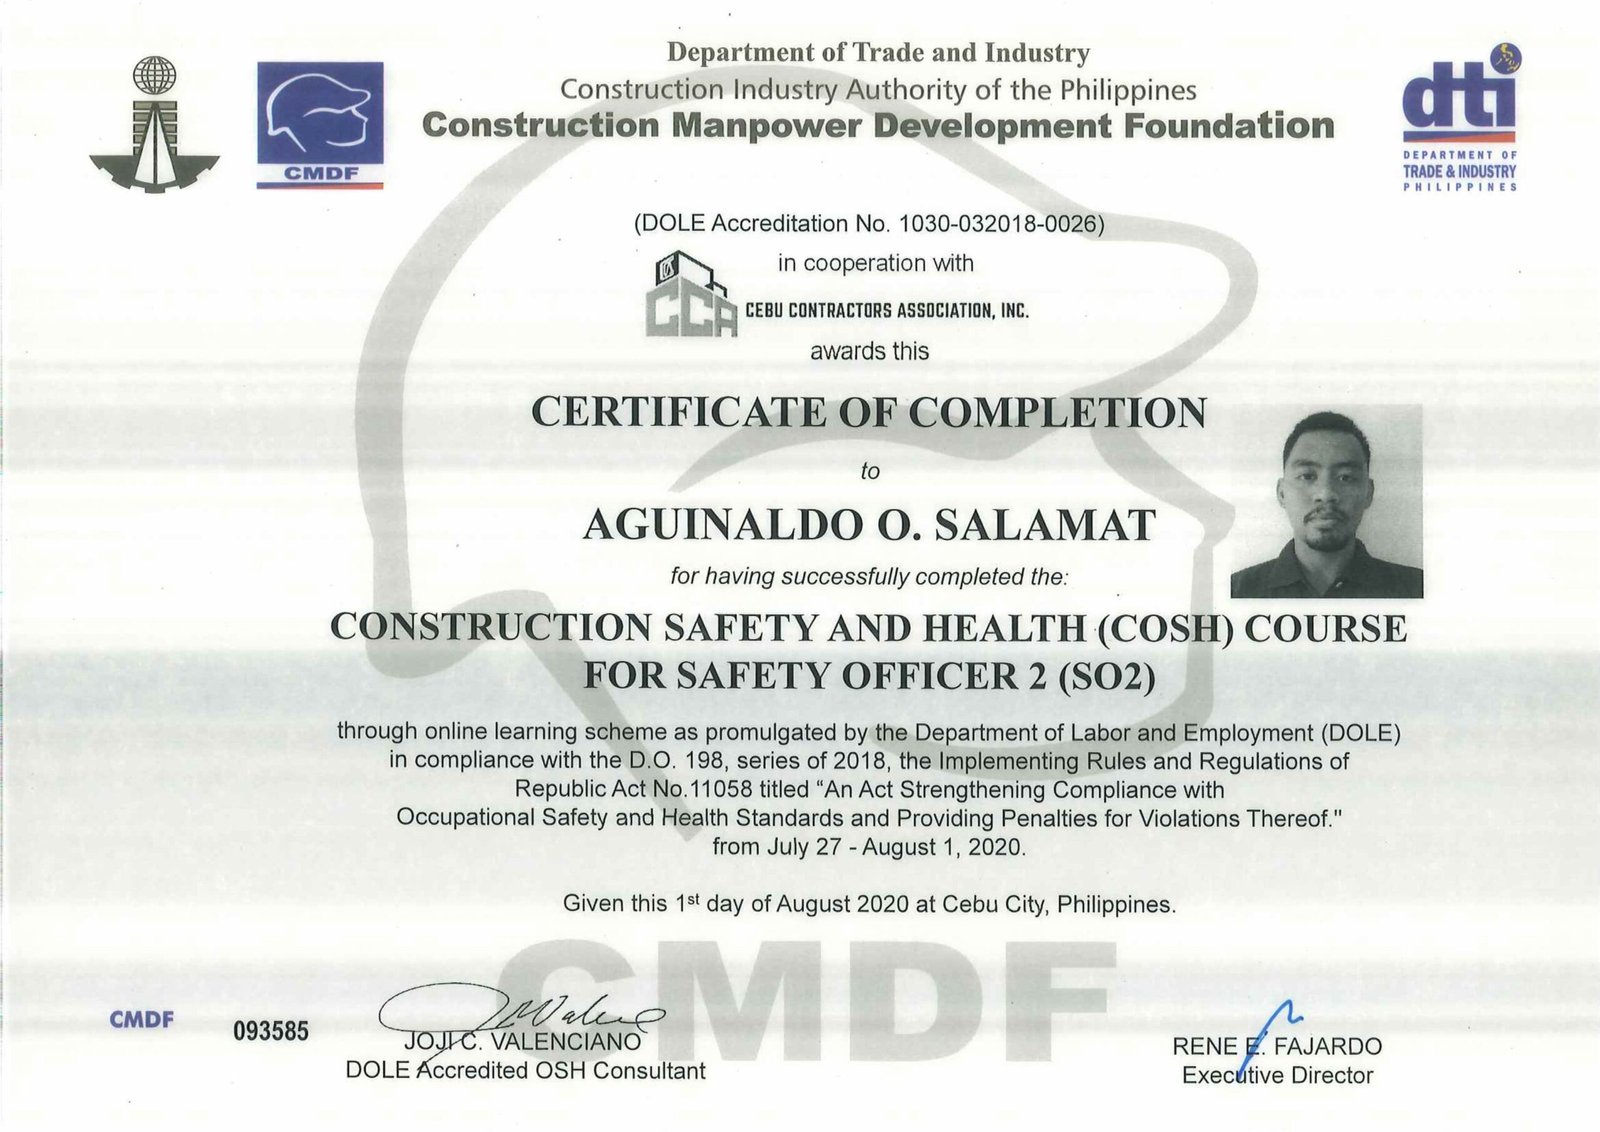 Department of Trade and Industry
Construction Industry Authority of the Philippines
Construction Manpower Development Foundation
CMDF
dti
DEPARTMENT OF
TRADE & INDUSTRY
PHILIPPINES
(DOLE Accreditation No. 1030-032018-0026)
in cooperation with
CCA
CEBU CONTRACTORS ASSOCIATION, INC.
awards this
CERTIFICATE OF COMPLETION
to
AGUINALDO O. SALAMAT
for having successfully completed the:
CONSTRUCTION SAFETY AND HEALTH (COSH) COURSE
FOR SAFETY OFFICER 2 (SO2)
through online learning scheme as promulgated by the Department of Labor and Employment (DOLE)
in compliance with the D.O. 198, series of 2018, the Implementing Rules and Regulations of
Republic Act No.11058 titled “An Act Strengthening Compliance with
Occupational Safety and Health Standards and Providing Penalties for Violations Thereof."
from July 27 - August 1, 2020.
Given this 1st day of August 2020 at Cebu City, Philippines.
CMDF
CMDF 093585
JOJI C. VALENCIANO
DOLE Accredited OSH Consultant
RENE E. FAJARDO
Executive Director